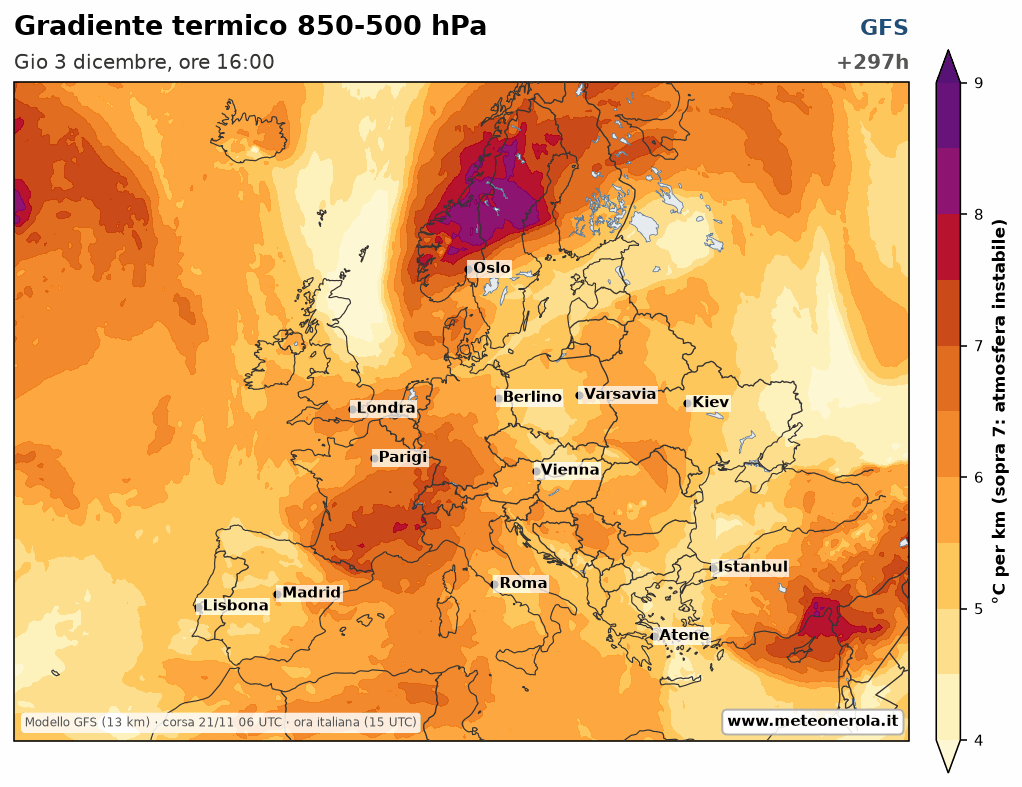 Gradiente termico 850-500 hPa
GFS
Gio 3 dicembre, ore 16:00
+297h
9
8
7
6
5
4
°C per km (sopra 7: atmosfera instabile)
Oslo
Londra
Berlino
Varsavia
Kiev
Parigi
Vienna
Istanbul
Madrid
Roma
Lisbona
Atene
Modello GFS (13 km) · corsa 21/11 06 UTC · ora italiana (15 UTC)
www.meteonerola.it